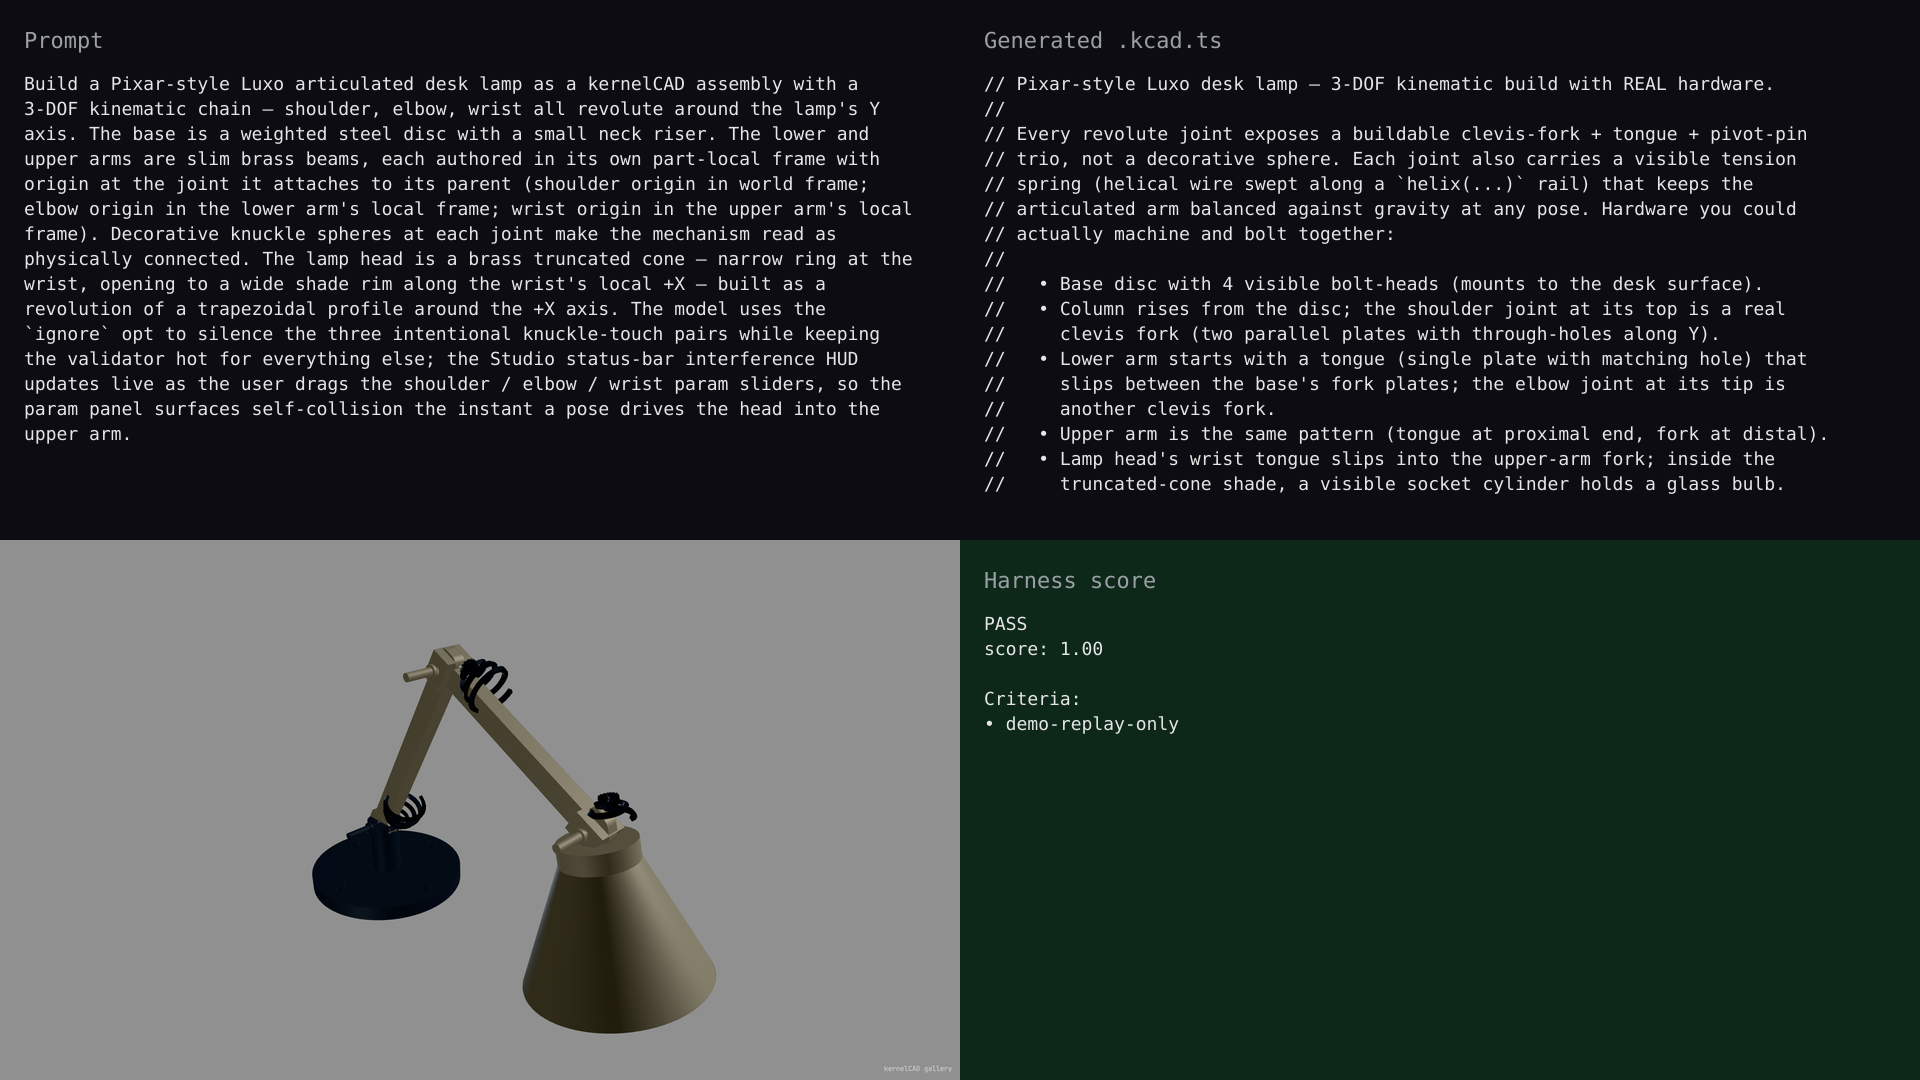 Prompt
Build a Pixar-style Luxo articulated desk lamp as a kernelCAD assembly with a
3-DOF kinematic chain — shoulder, elbow, wrist all revolute around the lamp's Y
axis. The base is a weighted steel disc with a small neck riser. The lower and
upper arms are slim brass beams, each authored in its own part-local frame with
origin at the joint it attaches to its parent (shoulder origin in world frame;
elbow origin in the lower arm's local frame; wrist origin in the upper arm's local
frame). Decorative knuckle spheres at each joint make the mechanism read as
physically connected. The lamp head is a brass truncated cone — narrow ring at the
wrist, opening to a wide shade rim along the wrist's local +X — built as a
revolution of a trapezoidal profile around the +X axis. The model uses the
`ignore` opt to silence the three intentional knuckle-touch pairs while keeping
the validator hot for everything else; the Studio status-bar interference HUD
updates live as the user drags the shoulder / elbow / wrist param sliders, so the
param panel surfaces self-collision the instant a pose drives the head into the
upper arm.
Generated .kcad.ts
// Pixar-style Luxo desk lamp — 3-DOF kinematic build with REAL hardware.
//
// Every revolute joint exposes a buildable clevis-fork + tongue + pivot-pin
// trio, not a decorative sphere. Each joint also carries a visible tension
// spring (helical wire swept along a `helix(...)` rail) that keeps the
// articulated arm balanced against gravity at any pose. Hardware you could
// actually machine and bolt together:
//
//   • Base disc with 4 visible bolt-heads (mounts to the desk surface).
//   • Column rises from the disc; the shoulder joint at its top is a real
//     clevis fork (two parallel plates with through-holes along Y).
//   • Lower arm starts with a tongue (single plate with matching hole) that
//     slips between the base's fork plates; the elbow joint at its tip is
//     another clevis fork.
//   • Upper arm is the same pattern (tongue at proximal end, fork at distal).
//   • Lamp head's wrist tongue slips into the upper-arm fork; inside the
//     truncated-cone shade, a visible socket cylinder holds a glass bulb.
kernelCAD gallery
Harness score
PASS
score: 1.00
Criteria:
• demo-replay-only